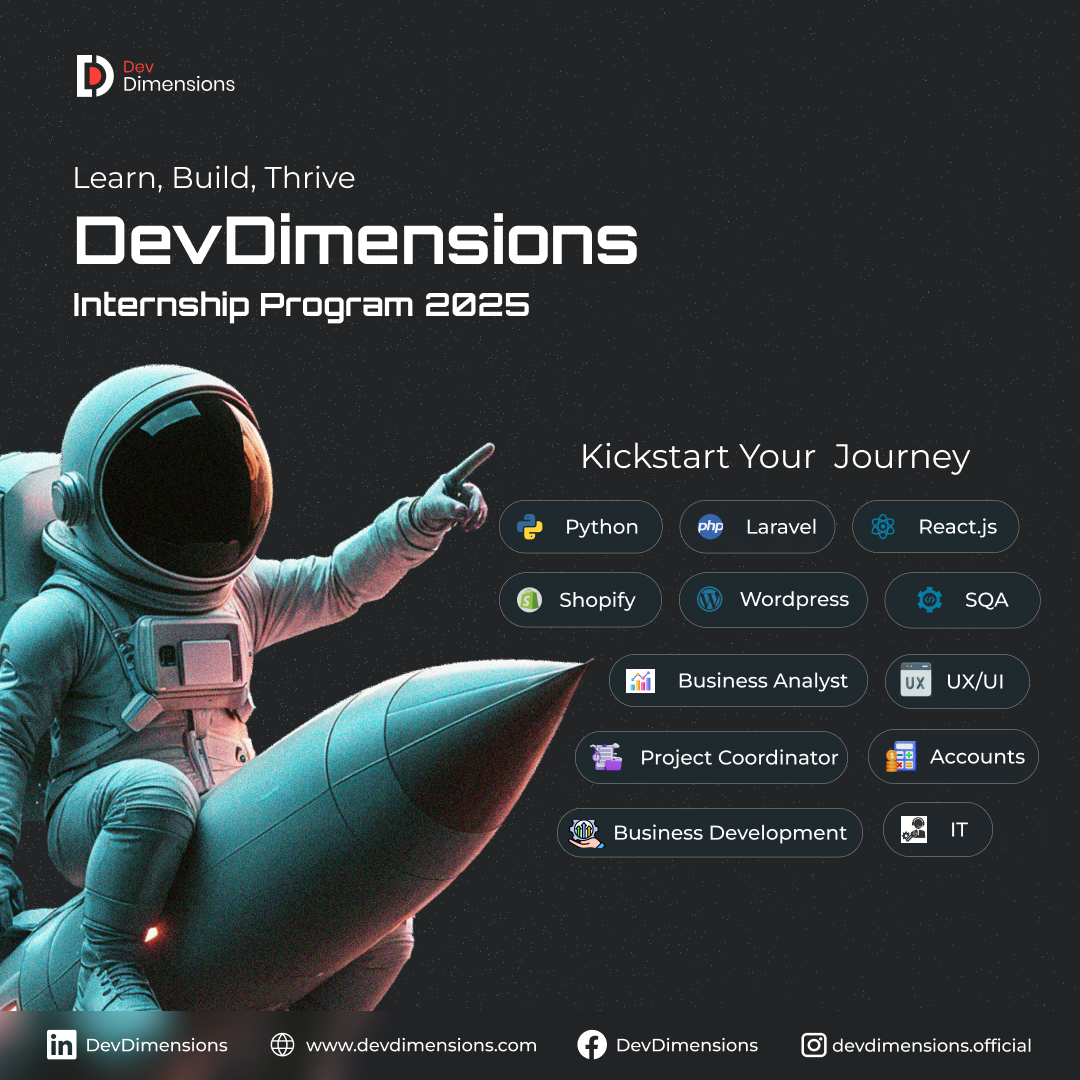 Dev
Dimensions
Learn, Build, Thrive
DevDimensions
Internship Program 2025
Kickstart Your Journey
Python
php Laravel
React.js
Shopify
Wordpress
SQA
Business Analyst
UX UX/UI
Project Coordinator
Accounts
Business Development
IT
in DevDimensions
www.devdimensions.com
DevDimensions
devdimensions.official